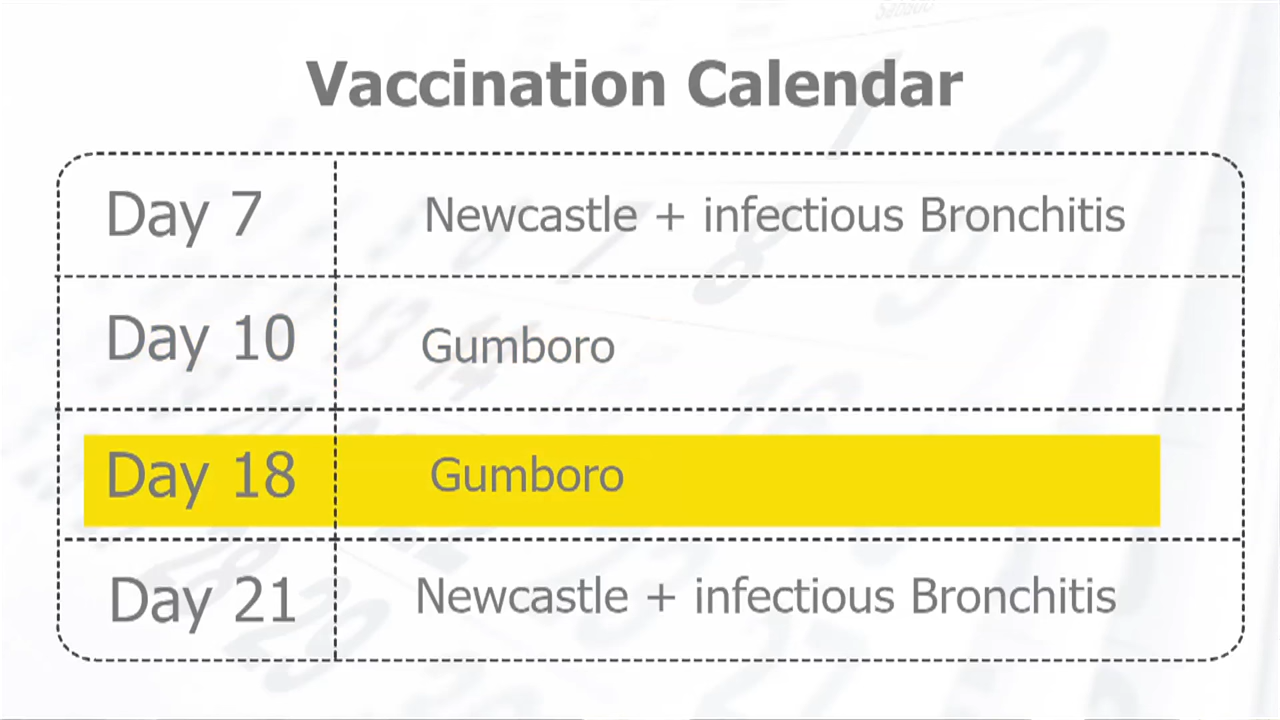 Vaccination Calendar
Day 7 Newcastle + infectious Bronchitis
Day 10 Gumboro
Day 18 Gumboro
Day 21 Newcastle + infectious Bronchitis